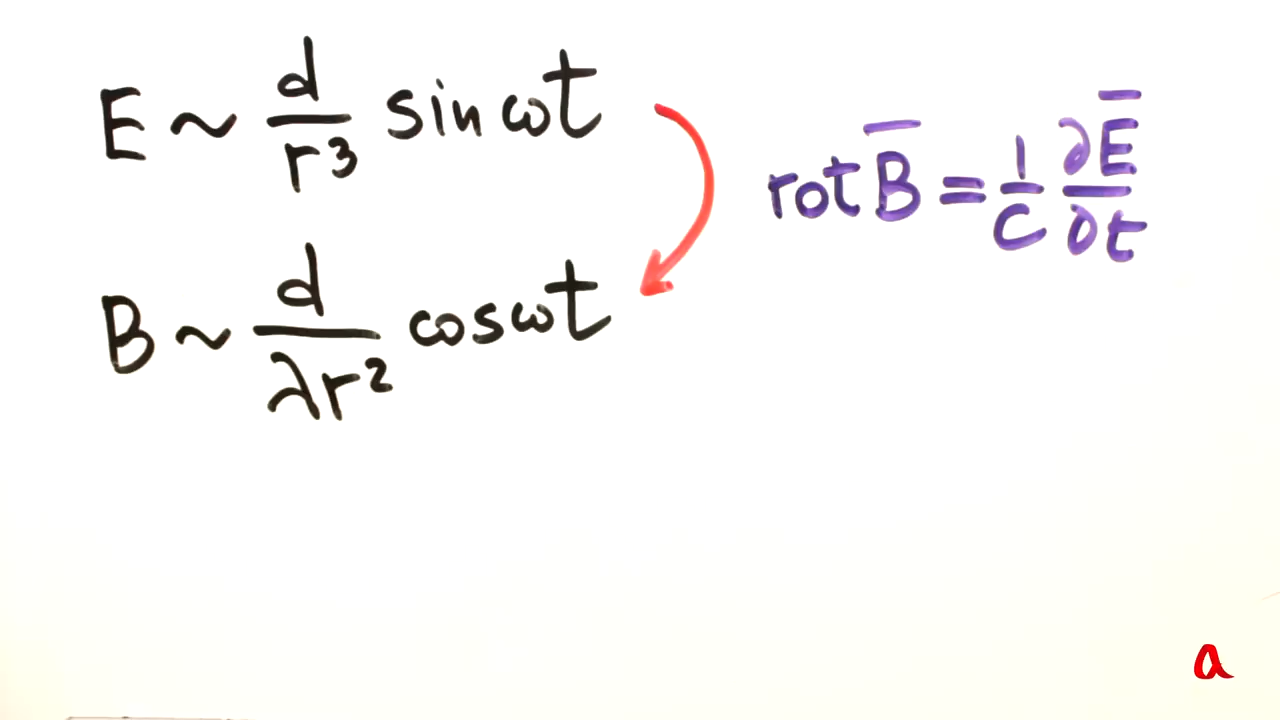 E ~ d/r³ sin ωt
rot B̅ = 1/c ∂E̅/∂t
B ~ d/λr² cos ωt
a